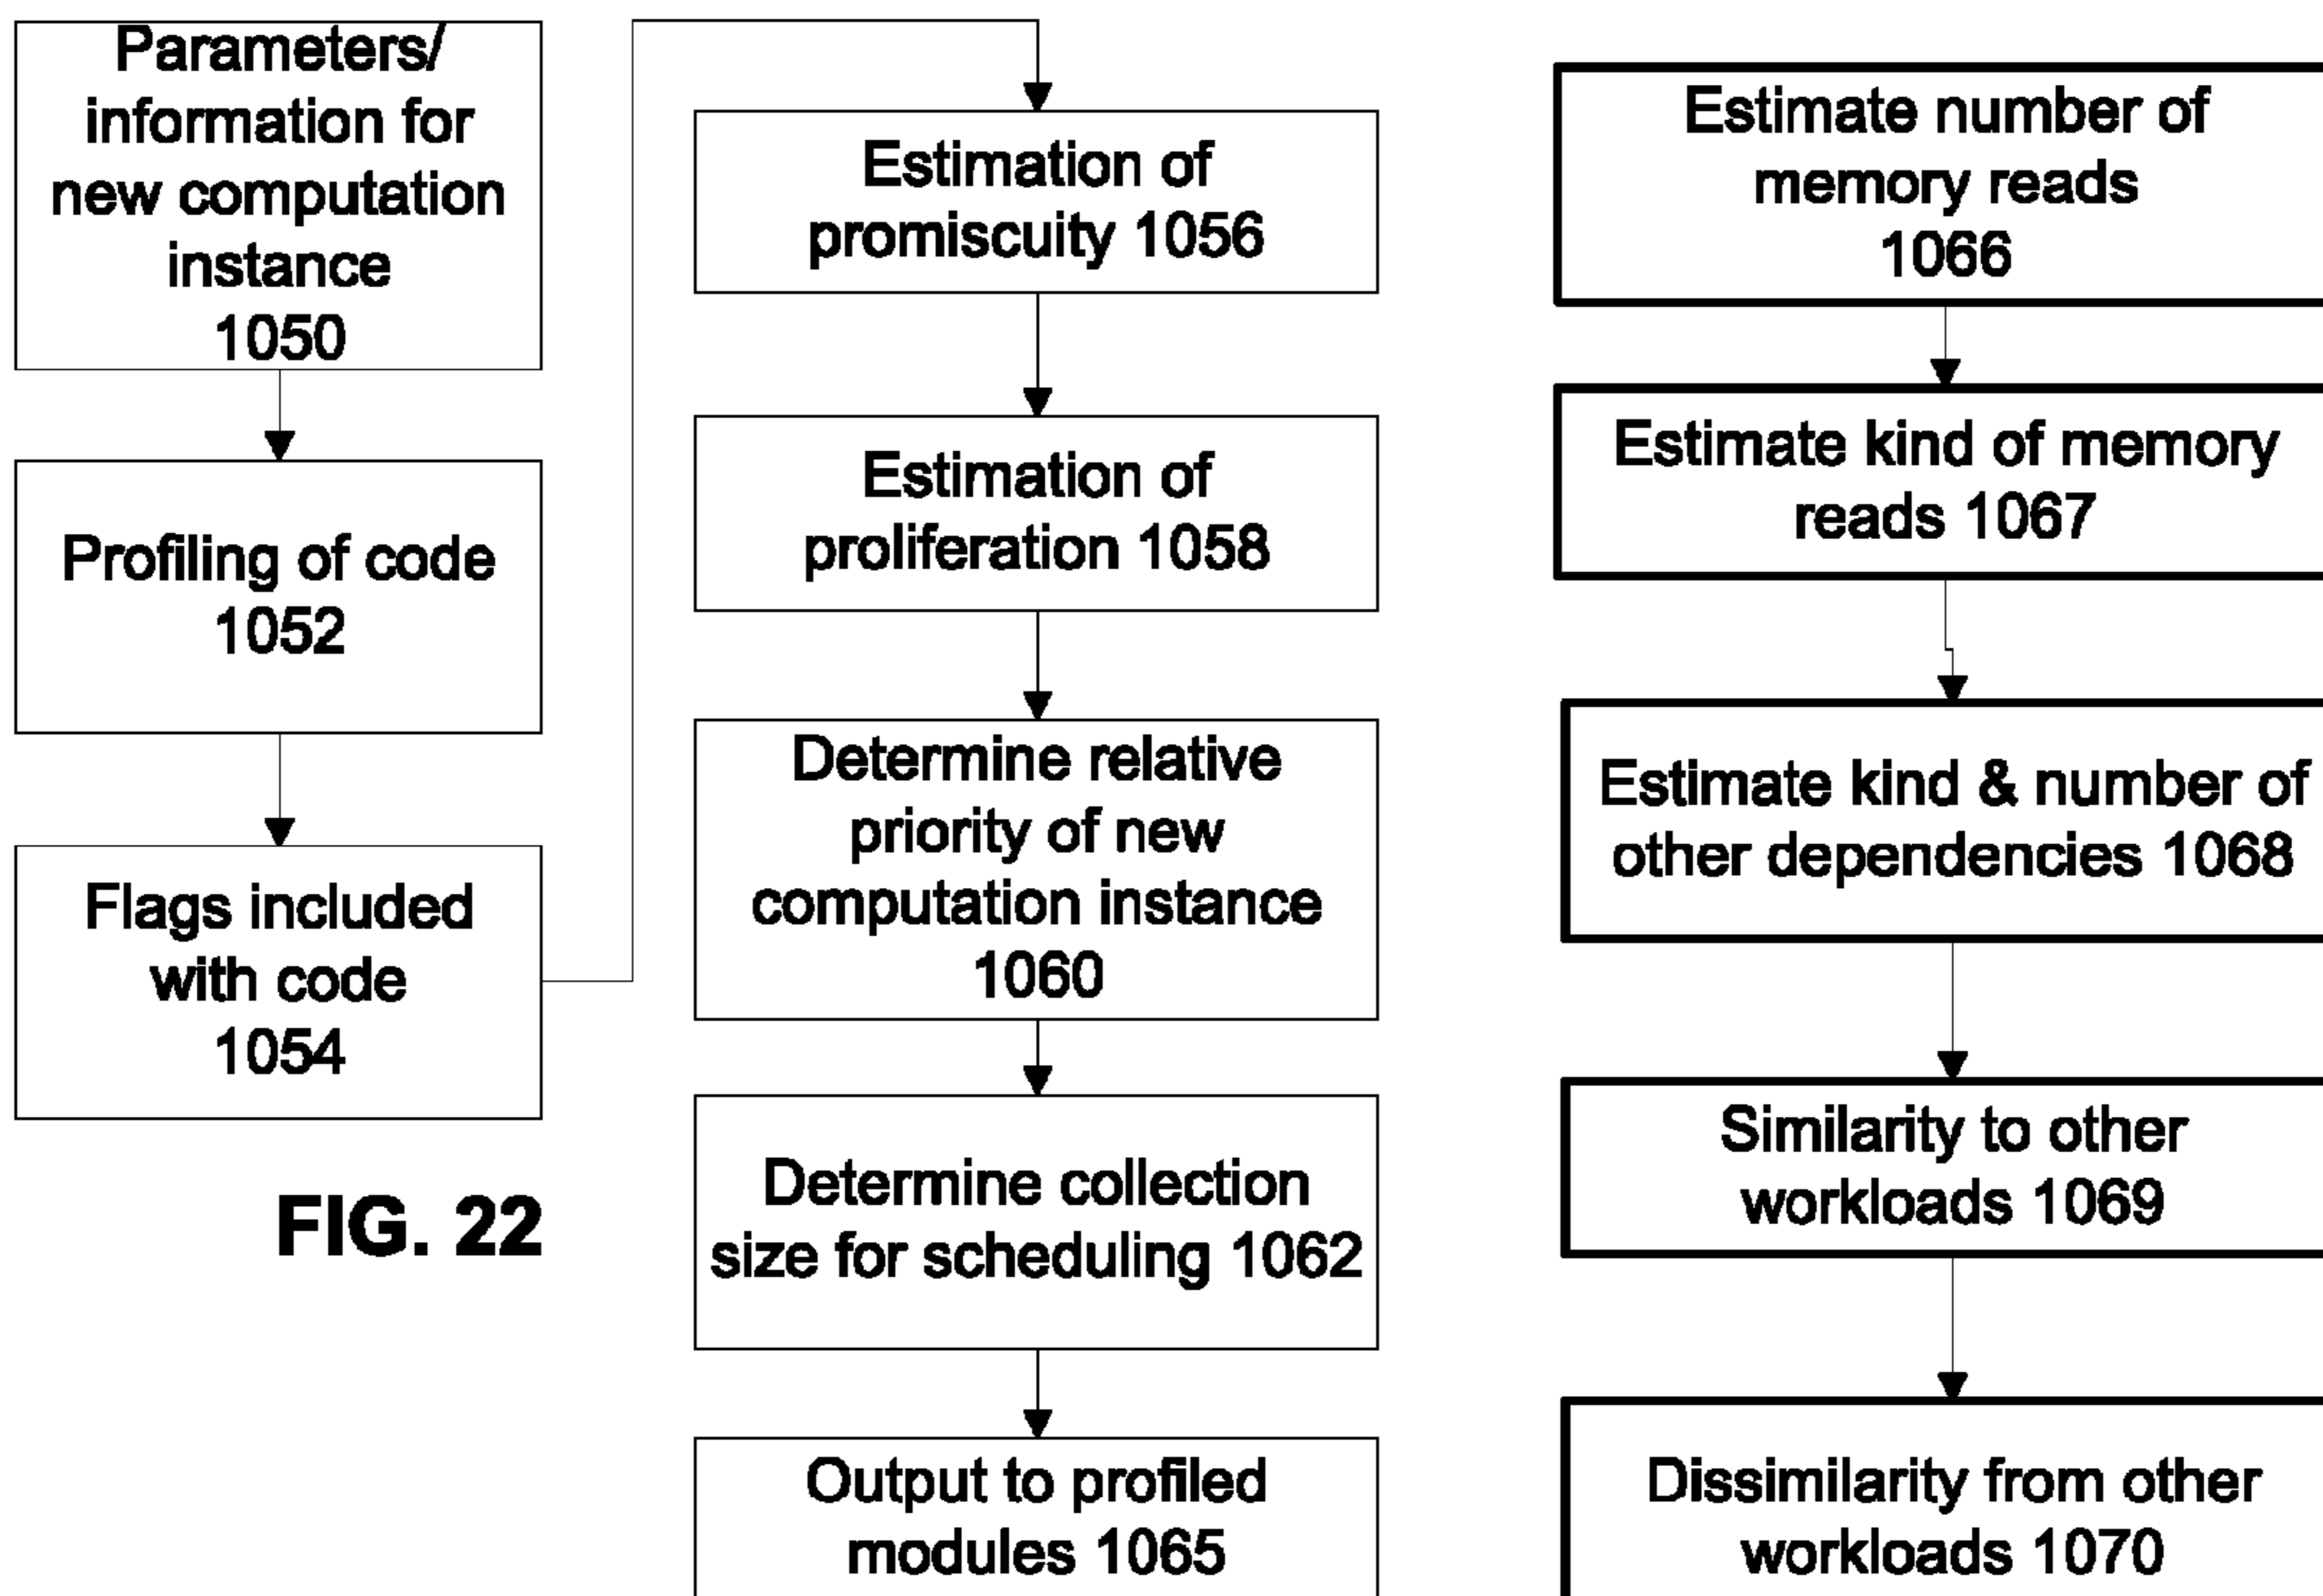 Parameters/
information for
new computation
instance
1050
Profiling of code
1052
Flags included
with code
1054
FIG. 22
Estimation of
promiscuity 1056
Estimation of
proliferation 1058
Determine relative
priority of new
computation instance
1060
Determine collection
size for scheduling 1062
Output to profiled
modules 1065
Estimate number of
memory reads
1066
Estimate kind of memory
reads 1067
Estimate kind & number of
other dependencies 1068
Similarity to other
workloads 1069
Dissimilarity from other
workloads 1070